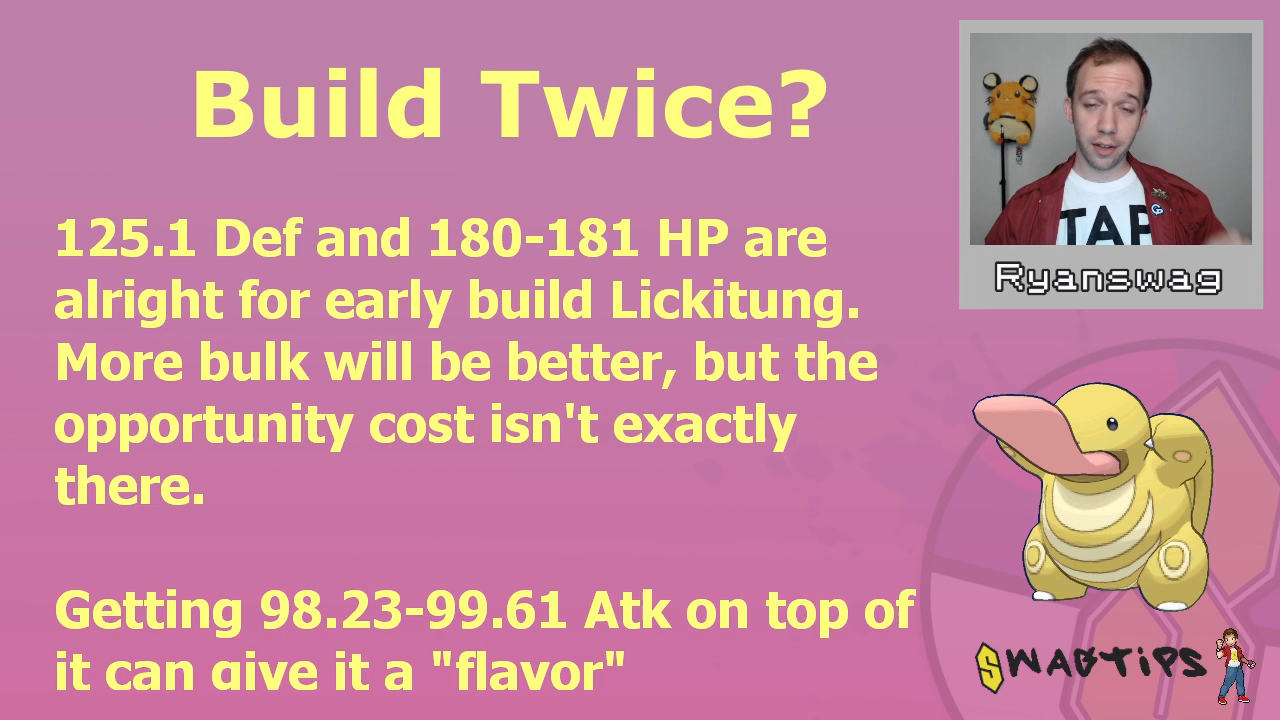 Build Twice?
125.1 Def and 180-181 HP are
alright for early build Lickitung.
More bulk will be better, but the
opportunity cost isn't exactly
there.
Getting 98.23-99.61 Atk on top of
it can give it a "flavor"
TAP
Ryanswag
SWAGTIPS